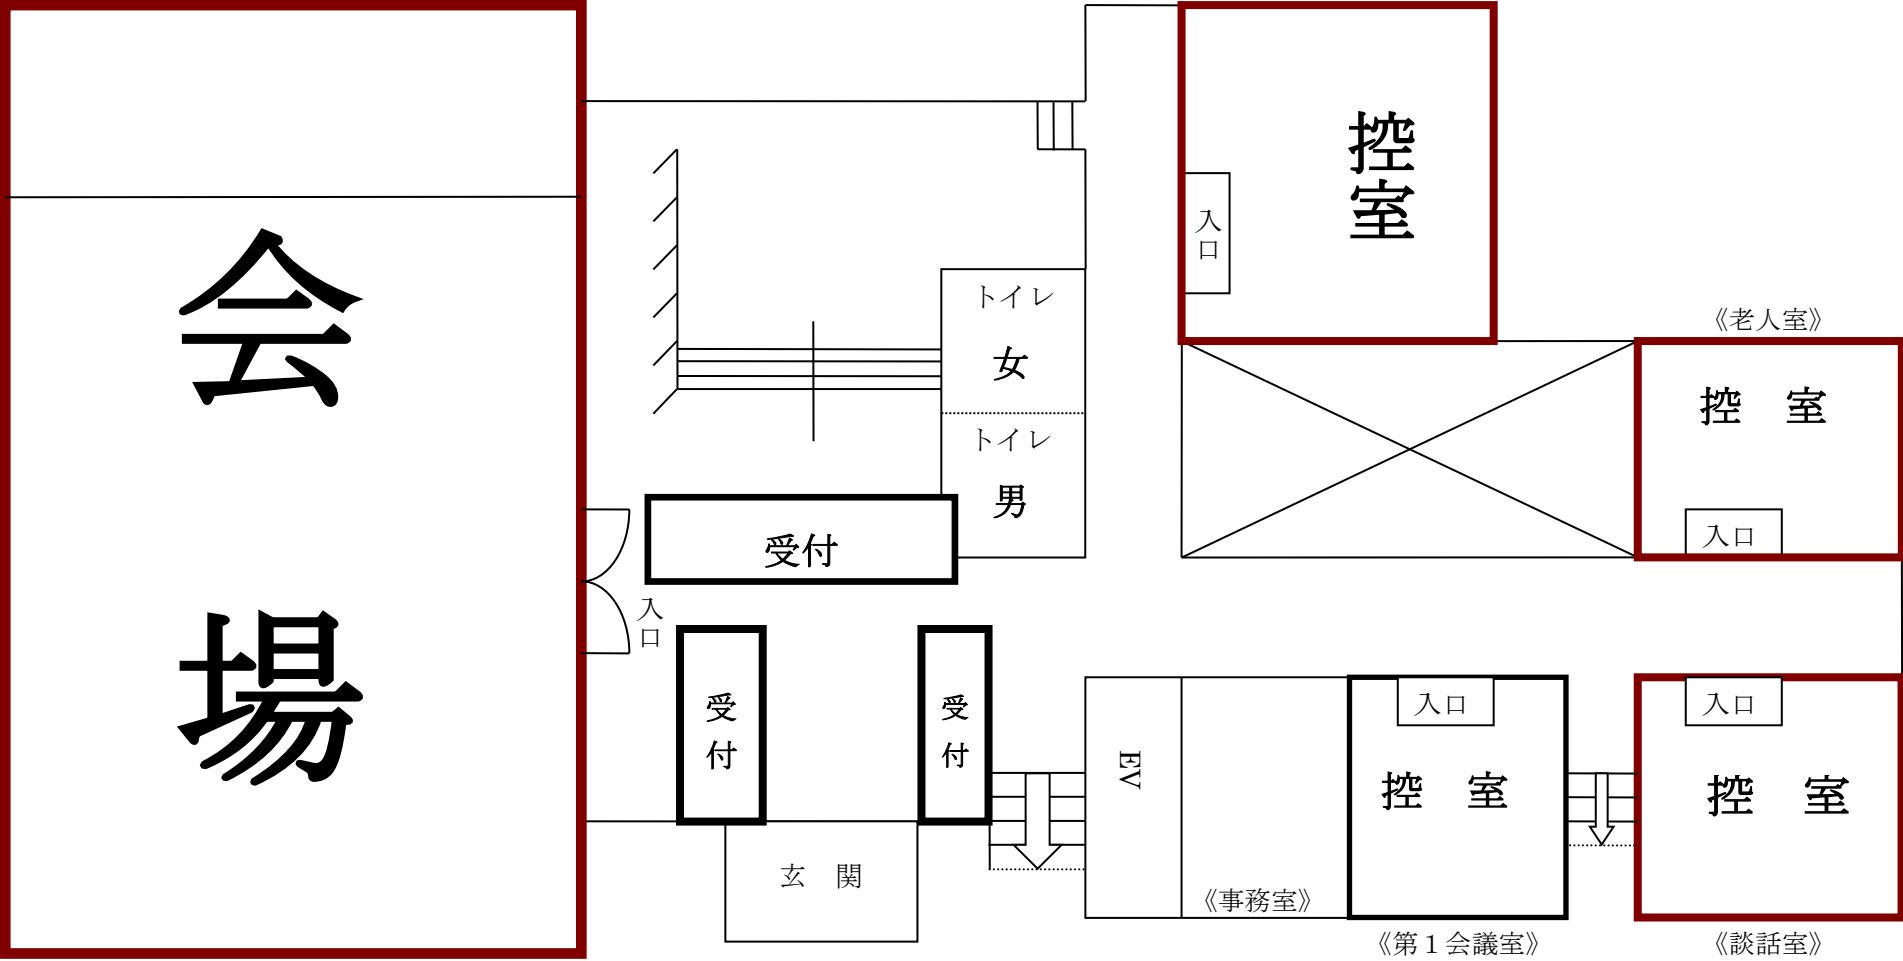 会場
控室
入口
トイレ
女
トイレ
男
《老人室》
控　室
入口
受付
入口
受付
受付
玄　関
EV
《事務室》
入口
控　室
《第１会議室》
入口
控　室
《談話室》